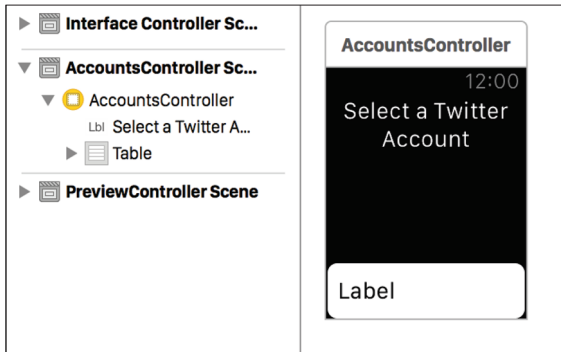 Interface Controller Sc...
AccountsController Sc...
AccountsController
Lbl Select a Twitter A...
Table
PreviewController Scene
AccountsController
12:00
Select a Twitter
Account
Label